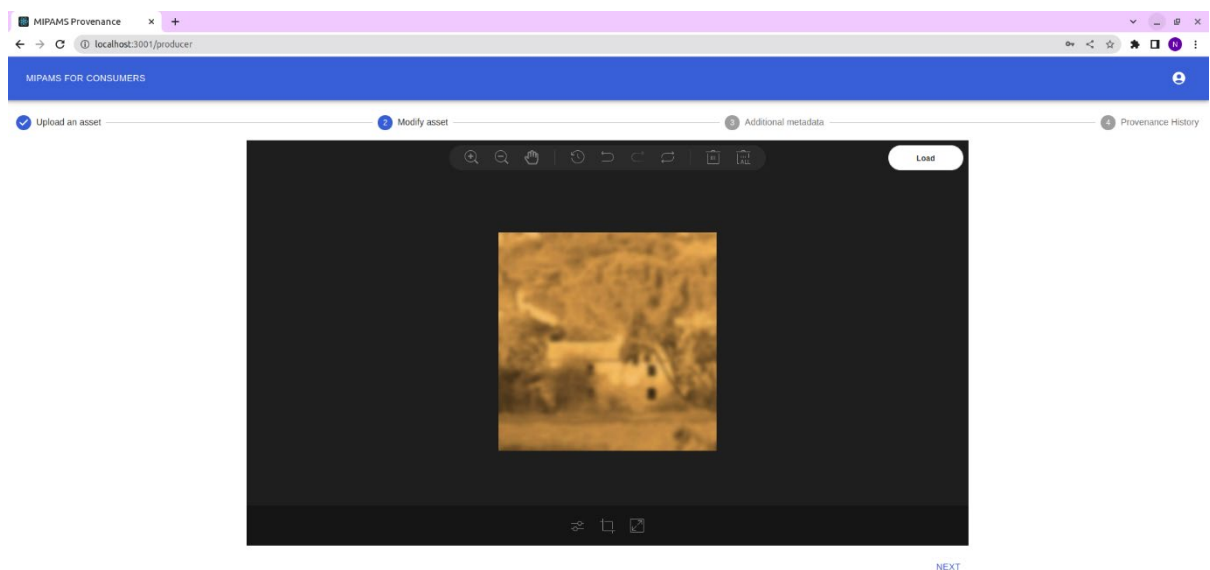 MIPAMS Provenance
localhost:3001/producer
N
MIPAMS FOR CONSUMERS
Upload an asset
2 Modify asset
3 Additional metadata
4 Provenance History
ALL
Load
NEXT